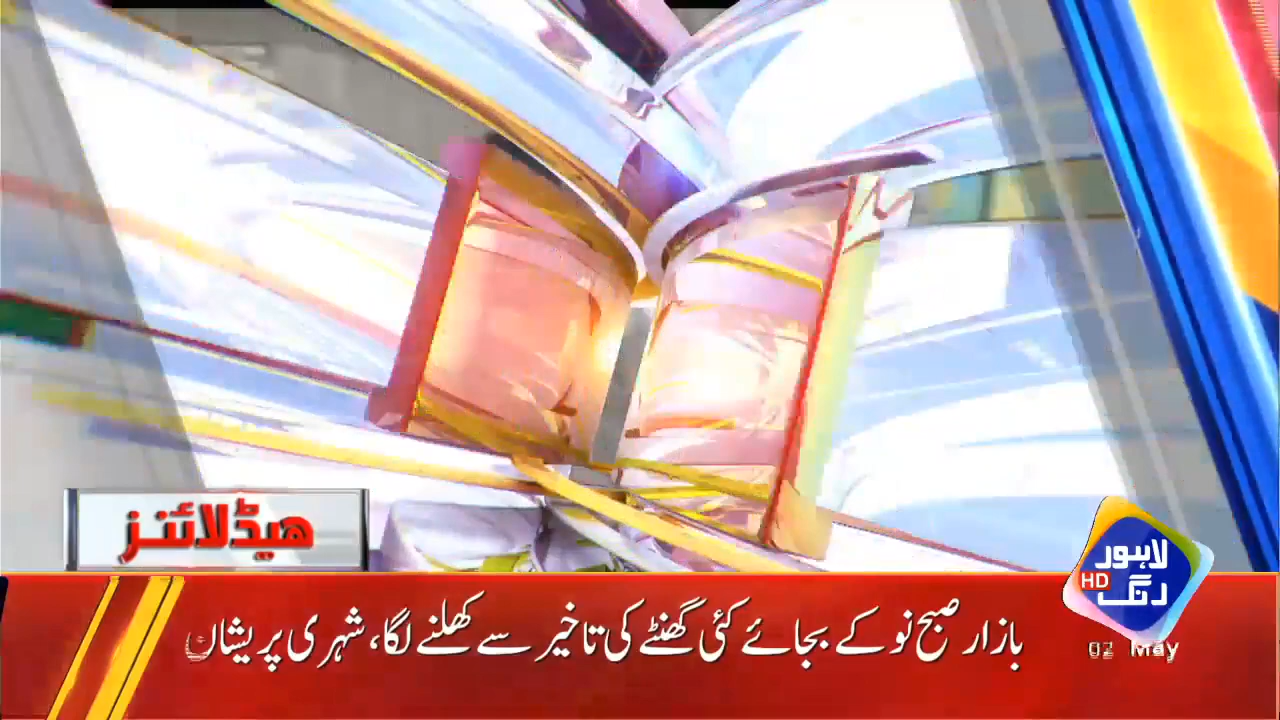 ھیڈلائنز
لاہور
HD رنگ
بازار صبح نو کے بجائے کئی گھنٹے کی تاخیر سے کھلنے لگا، شہری پریشان
02 May